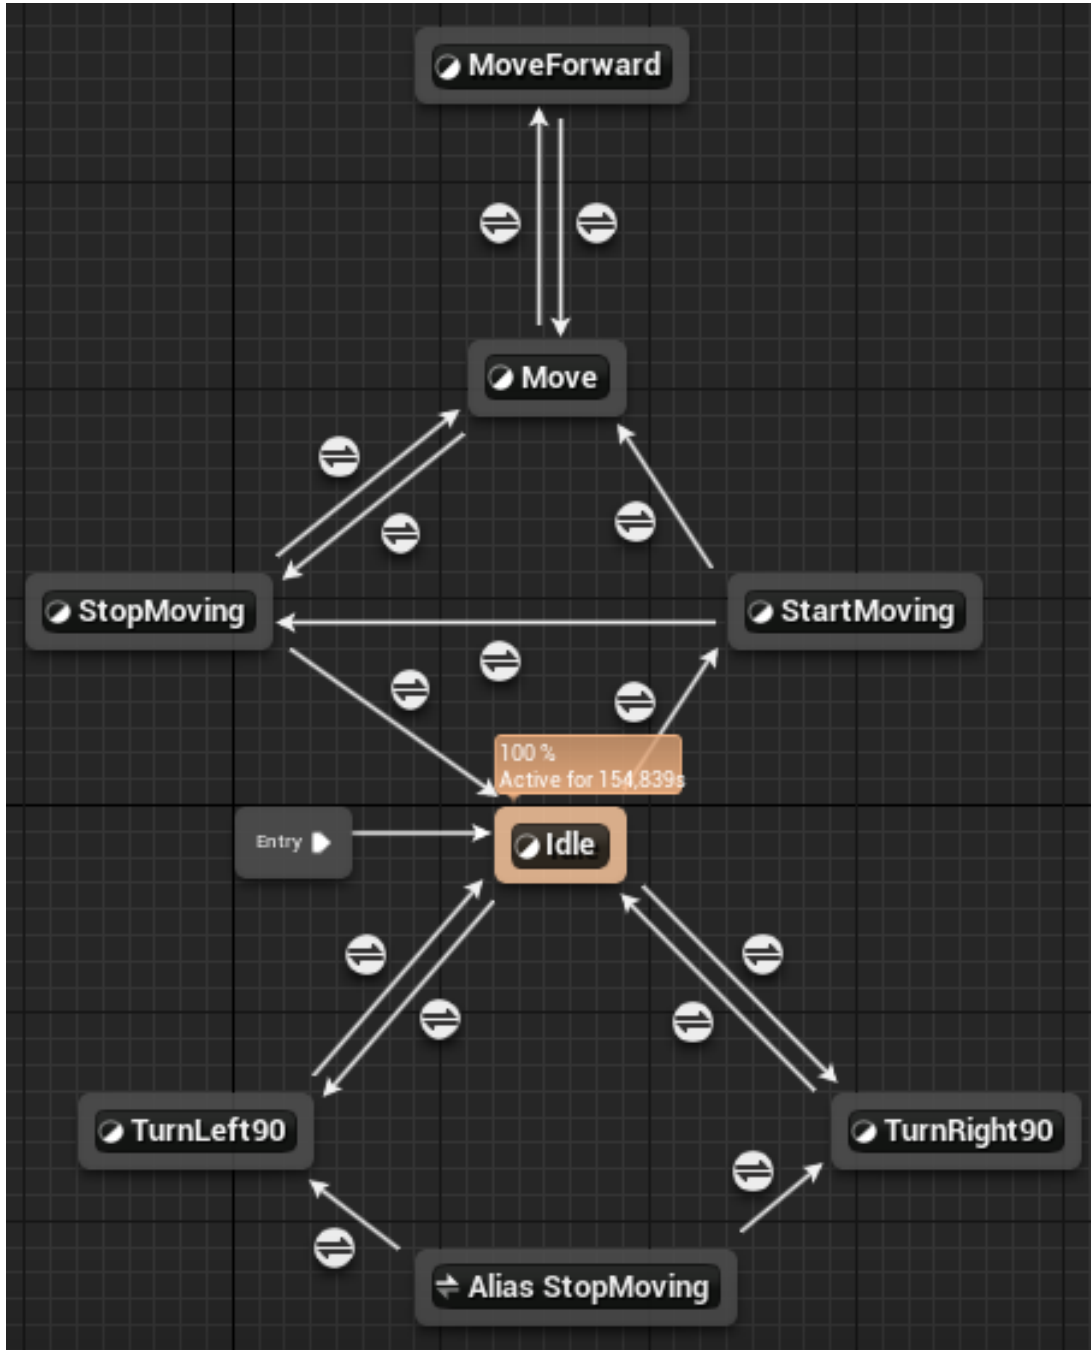 MoveForward
Move
StopMoving
StartMoving
100 %
Active for 154,839s
Entry
Idle
TurnLeft90
TurnRight90
Alias StopMoving